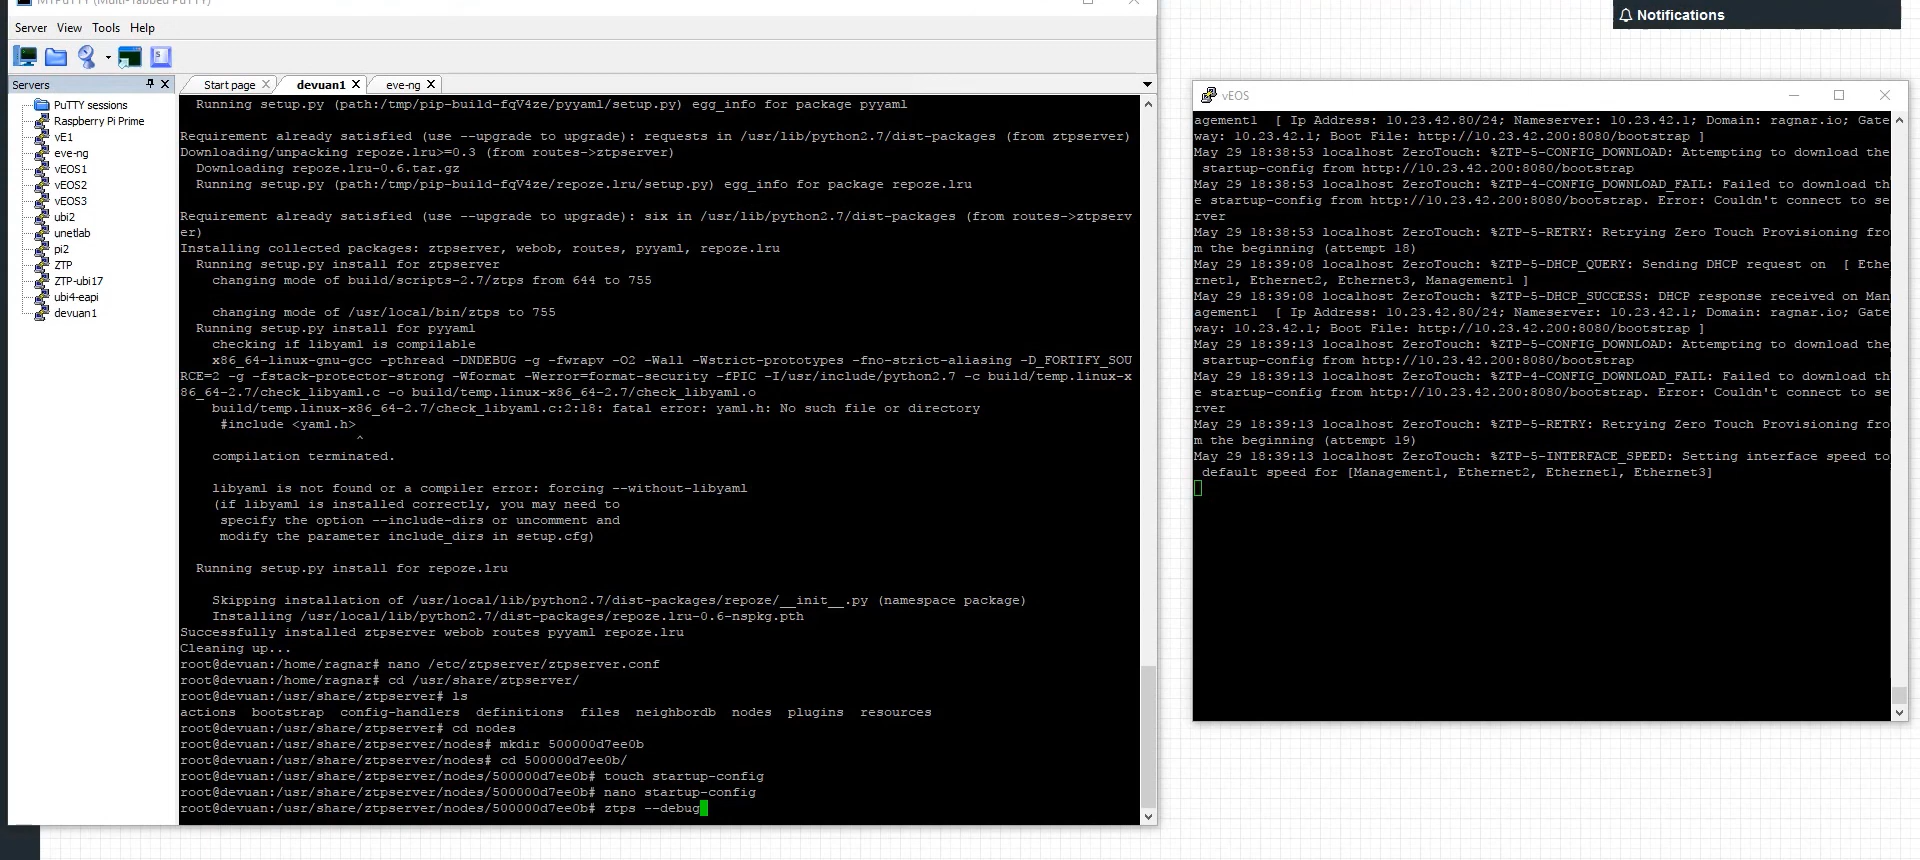 MTPuTTY (Multi-Tabbed PuTTY)
Server View Tools Help
Servers
PuTTY sessions
Raspberry Pi Prime
vE1
eve-ng
vEOS1
vEOS2
vEOS3
ubi2
unetlab
pi2
ZTP
ZTP-ubi17
ubi4-eapi
devuan1
Start page devuan1 eve-ng
Running setup.py (path:/tmp/pip-build-fqV4ze/pyyaml/setup.py) egg_info for package pyyaml
Requirement already satisfied (use --upgrade to upgrade): requests in /usr/lib/python2.7/dist-packages (from ztpserver)
Downloading/unpacking repoze.lru>=0.3 (from routes->ztpserver)
Downloading repoze.lru-0.6.tar.gz
Running setup.py (path:/tmp/pip-build-fqV4ze/repoze.lru/setup.py) egg_info for package repoze.lru
Requirement already satisfied (use --upgrade to upgrade): six in /usr/lib/python2.7/dist-packages (from routes->ztpserv
er)
Installing collected packages: ztpserver, webob, routes, pyyaml, repoze.lru
Running setup.py install for ztpserver
changing mode of build/scripts-2.7/ztps from 644 to 755
changing mode of /usr/local/bin/ztps to 755
Running setup.py install for pyyaml
checking if libyaml is compilable
x86_64-linux-gnu-gcc -pthread -DNDEBUG -g -fwrapv -O2 -Wall -Wstrict-prototypes -fno-strict-aliasing -D_FORTIFY_SOU
RCE=2 -g -fstack-protector-strong -Wformat -Werror=format-security -fPIC -I/usr/include/python2.7 -c build/temp.linux-x
86_64-2.7/check_libyaml.c -o build/temp.linux-x86_64-2.7/check_libyaml.o
build/temp.linux-x86_64-2.7/check_libyaml.c:2:18: fatal error: yaml.h: No such file or directory
#include <yaml.h>
^
compilation terminated.
libyaml is not found or a compiler error: forcing --without-libyaml
(if libyaml is installed correctly, you may need to
specify the option --include-dirs or uncomment and
modify the parameter include_dirs in setup.cfg)
Running setup.py install for repoze.lru
Skipping installation of /usr/local/lib/python2.7/dist-packages/repoze/__init__.py (namespace package)
Installing /usr/local/lib/python2.7/dist-packages/repoze.lru-0.6-nspkg.pth
Successfully installed ztpserver webob routes pyyaml repoze.lru
Cleaning up...
root@devuan:/home/ragnar# nano /etc/ztpserver/ztpserver.conf
root@devuan:/home/ragnar# cd /usr/share/ztpserver/
root@devuan:/usr/share/ztpserver# ls
actions bootstrap config-handlers definitions files neighbordb nodes plugins resources
root@devuan:/usr/share/ztpserver# cd nodes
root@devuan:/usr/share/ztpserver/nodes# mkdir 500000d7ee0b
root@devuan:/usr/share/ztpserver/nodes# cd 500000d7ee0b/
root@devuan:/usr/share/ztpserver/nodes/500000d7ee0b# touch startup-config
root@devuan:/usr/share/ztpserver/nodes/500000d7ee0b# nano startup-config
root@devuan:/usr/share/ztpserver/nodes/500000d7ee0b# ztps --debug
Notifications
vEOS
agement1 [ Ip Address: 10.23.42.80/24; Nameserver: 10.23.42.1; Domain: ragnar.io; Gate
way: 10.23.42.1; Boot File: http://10.23.42.200:8080/bootstrap ]
May 29 18:38:53 localhost ZeroTouch: %ZTP-5-CONFIG_DOWNLOAD: Attempting to download the
startup-config from http://10.23.42.200:8080/bootstrap
May 29 18:38:53 localhost ZeroTouch: %ZTP-4-CONFIG_DOWNLOAD_FAIL: Failed to download th
e startup-config from http://10.23.42.200:8080/bootstrap. Error: Couldn't connect to se
rver
May 29 18:38:53 localhost ZeroTouch: %ZTP-5-RETRY: Retrying Zero Touch Provisioning fro
m the beginning (attempt 18)
May 29 18:39:08 localhost ZeroTouch: %ZTP-5-DHCP_QUERY: Sending DHCP request on [ Ethe
rnet1, Ethernet2, Ethernet3, Management1 ]
May 29 18:39:08 localhost ZeroTouch: %ZTP-5-DHCP_SUCCESS: DHCP response received on Man
agement1 [ Ip Address: 10.23.42.80/24; Nameserver: 10.23.42.1; Domain: ragnar.io; Gate
way: 10.23.42.1; Boot File: http://10.23.42.200:8080/bootstrap ]
May 29 18:39:13 localhost ZeroTouch: %ZTP-5-CONFIG_DOWNLOAD: Attempting to download the
startup-config from http://10.23.42.200:8080/bootstrap
May 29 18:39:13 localhost ZeroTouch: %ZTP-4-CONFIG_DOWNLOAD_FAIL: Failed to download th
e startup-config from http://10.23.42.200:8080/bootstrap. Error: Couldn't connect to se
rver
May 29 18:39:13 localhost ZeroTouch: %ZTP-5-RETRY: Retrying Zero Touch Provisioning fro
m the beginning (attempt 19)
May 29 18:39:13 localhost ZeroTouch: %ZTP-5-INTERFACE_SPEED: Setting interface speed to
default speed for [Management1, Ethernet2, Ethernet1, Ethernet3]